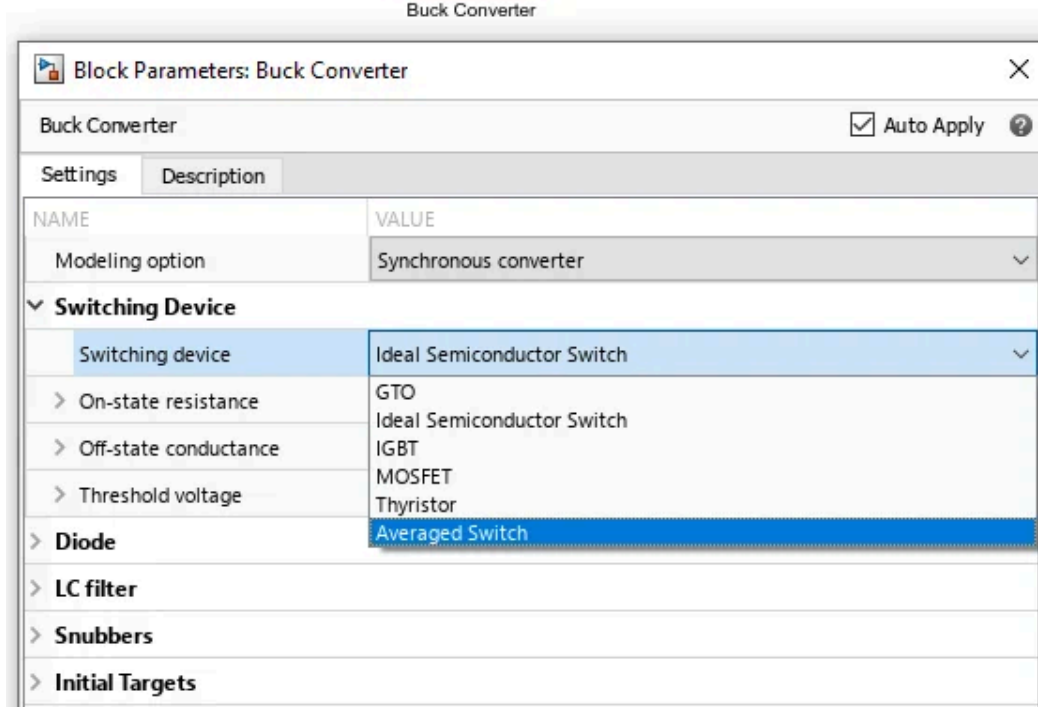 Buck Converter
Block Parameters: Buck Converter
Buck Converter
Auto Apply
Settings Description
NAME VALUE
Modeling option Synchronous converter
Switching Device
Switching device Ideal Semiconductor Switch
GTO
On-state resistance
Ideal Semiconductor Switch
Off-state conductance
IGBT
MOSFET
Threshold voltage
Thyristor
Averaged Switch
Diode
LC filter
Snubbers
Initial Targets